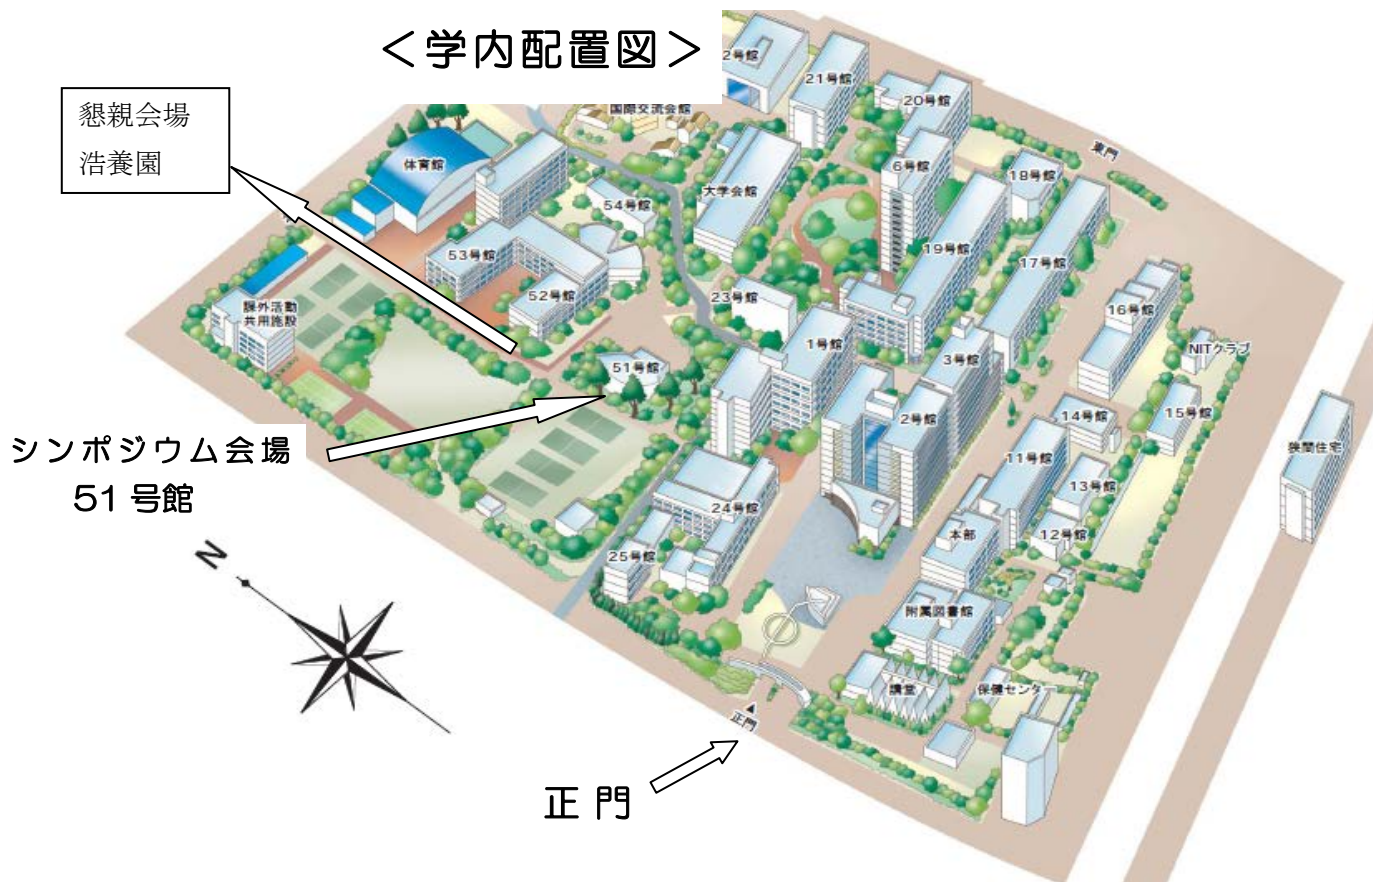 <学内配置図>
2号館
21号館
20号館
国際交流会館
懇親会場
浩養園
体育館
6号館
東門
18号館
大学会館
54号館
53号館
19号館
17号館
52号館
23号館
課外活動
共用施設
16号館
1号館
3号館
NITクラブ
51号館
14号館
15号館
2号館
シンポジウム会場
51号館
狭間住宅
11号館
13号館
24号館
本部
12号館
25号館
N
附属図書館
講堂
保健センター
▲
正門
正門